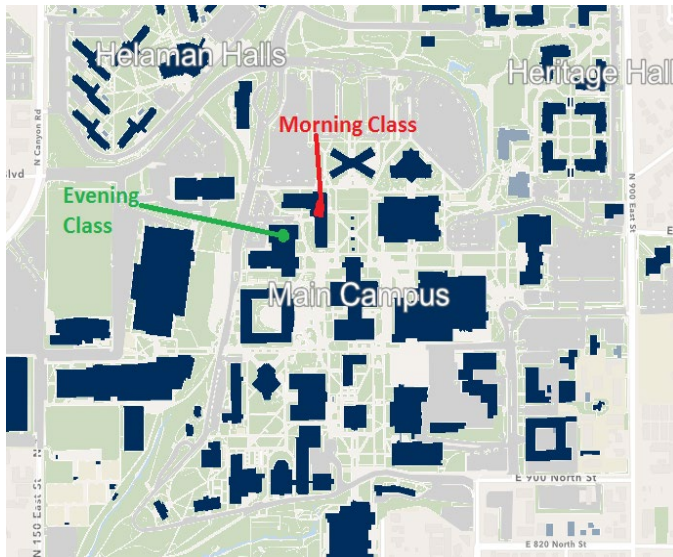 Helaman Halls
Heritage Hall
Morning Class
N Canyon Rd
Blvd
Evening
Class
N 900 East St
E
Main Campus
N
N 150 East St
E 900 North St
E 820 North St